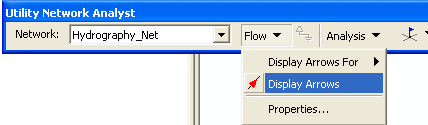 Utility Network Analyst
Network: Hydrography_Net Flow Analysis
Display Arrows For
Display Arrows
Properties...